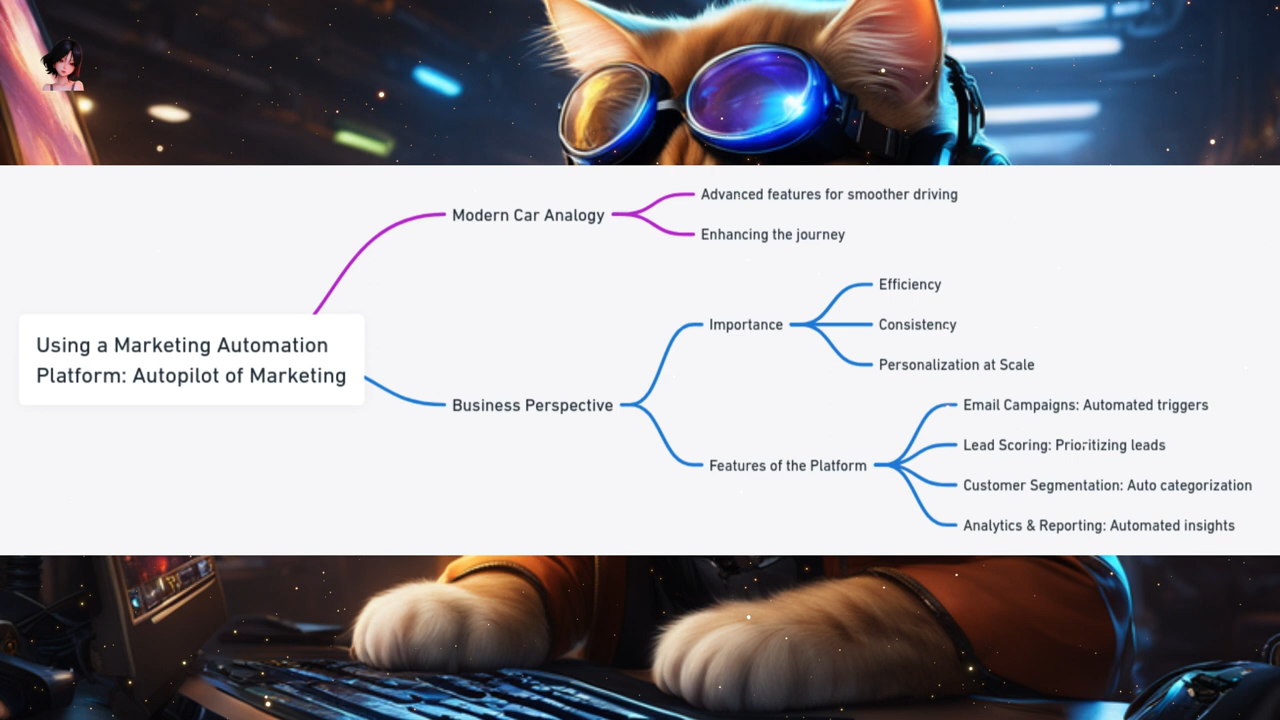 Modern Car Analogy
Advanced features for smoother driving
Enhancing the journey
Using a Marketing Automation
Platform: Autopilot of Marketing
Business Perspective
Importance
Efficiency
Consistency
Personalization at Scale
Features of the Platform
Email Campaigns: Automated triggers
Lead Scoring: Prioritizing leads
Customer Segmentation: Auto categorization
Analytics & Reporting: Automated insights